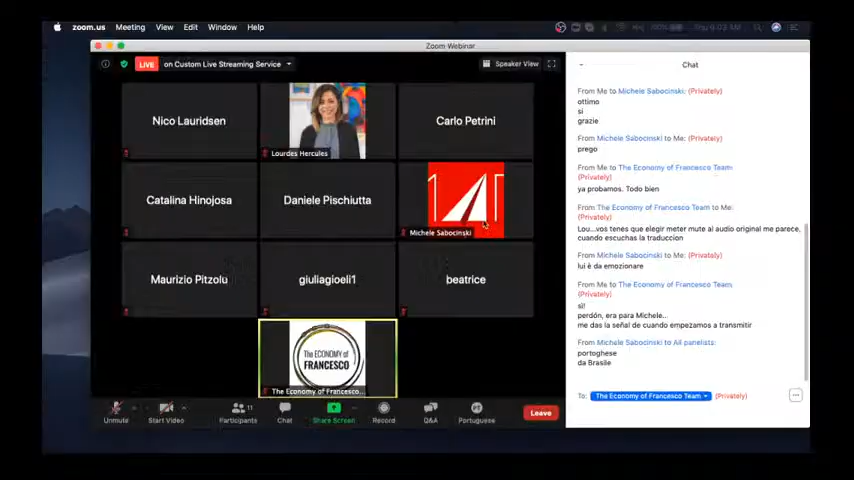 zoom.us Meeting View Edit Window Help
Zoom Webinar
LIVE on Custom Live Streaming Service
Speaker View
Chat
Nico Lauridsen
Lourdes Hercules
Carlo Petrini
Catalina Hinojosa
Daniele Pischiutta
Michele Sabocinski
Maurizio Pitzolu
giuliagioeli1
beatrice
The ECONOMY of
FRANCESCO
The Economy of Francesco...
From Me to Michele Sabocinski: (Privately)
ottimo
si
grazie
From Michele Sabocinski to Me: (Privately)
prego
From Me to The Economy of Francesco Team:
(Privately)
ya probamos. Todo bien
From The Economy of Francesco Team to Me:
(Privately)
Lou...vos tenes que elegir meter mute al audio original me parece,
cuando escuchas la traduccion
From Michele Sabocinski to Me: (Privately)
lui è da emozionare
From Me to The Economy of Francesco Team:
(Privately)
si!
perdón, era para Michele...
me das la señal de cuando empezamos a transmitir
From Michele Sabocinski to All panelists:
portoghese
da Brasile
To: The Economy of Francesco Team (Privately)
Unmute
Start Video
11
Participants
Chat
Share Screen
Record
Q&A
PT
Portuguese
Leave